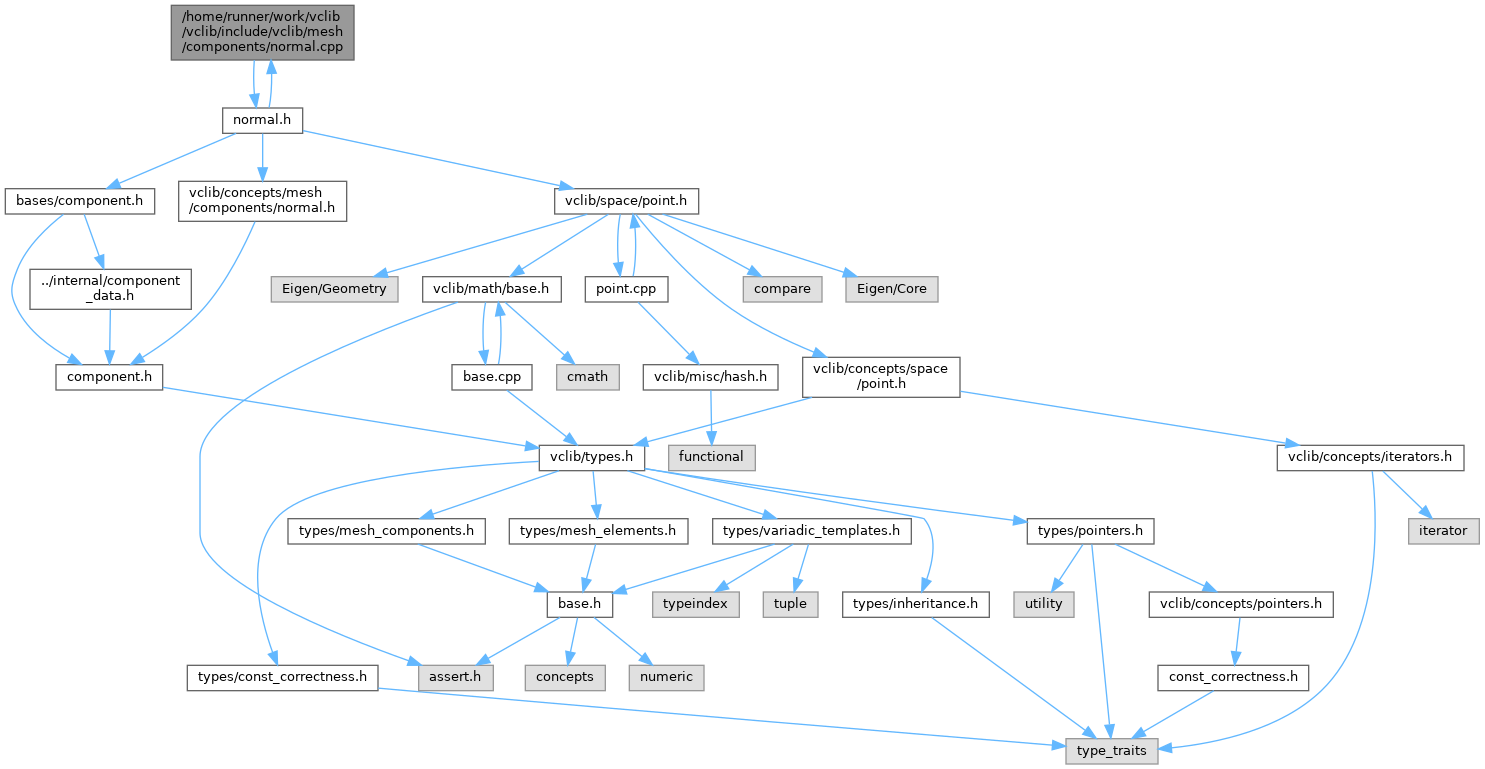 /home/runner/work/vclib
/vclib/include/vclib/mesh
/components/normal.cpp
normal.h
bases/component.h
vclib/concepts/mesh
/components/normal.h
vclib/space/point.h
../internal/component
_data.h
Eigen/Geometry
vclib/math/base.h
point.cpp
compare
Eigen/Core
component.h
base.cpp
cmath
vclib/misc/hash.h
vclib/concepts/space
/point.h
vclib/types.h
functional
vclib/concepts/iterators.h
types/mesh_components.h
types/mesh_elements.h
types/variadic_templates.h
types/pointers.h
iterator
base.h
typeindex
tuple
types/inheritance.h
utility
vclib/concepts/pointers.h
types/const_correctness.h
assert.h
concepts
numeric
const_correctness.h
type_traits